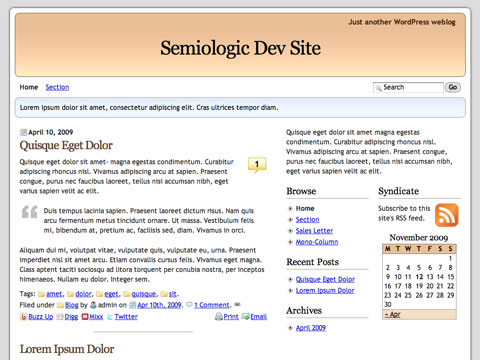 Just another WordPress weblog
Semiologic Dev Site
Home Section
Search Go
Lorem ipsum dolor sit amet, consectetur adipiscing elit. Cras ultrices tempor diam.
April 10, 2009
Quisque Eget Dolor
1
Quisque eget dolor sit amet- magna egestas condimentum. Curabitur
adipiscing rhoncus nisl. Vivamus adipiscing arcu at sapien. Praesent
congue, purus nec faucibus laoreet, tellus nisi accumsan nibh, eget
varius sapien velit ac elit.
Duis tempus lacinia sapien. Praesent laoreet dictum risus. Nam quis
arcu fermentum metus tincidunt ornare. Ut massa. Vestibulum felis
mi, bibendum at, pretium ac, facilisis sed, diam. Vivamus in orci.
Aliquam dui mi, volutpat vitae, vulputate quis, vulputate eu, urna. Praesent
imperdiet nisl sit amet arcu. Etiam convallis cursus felis. Vivamus eget magna.
Class aptent taciti sociosqu ad litora torquent per conubia nostra, per inceptos
himenaeos. Nullam eu dolor. Integer sem.
Tags: amet, dolor, eget, quisque, sit.
Filed under Blog by admin on Apr 10th, 2009. 1 Comment.
Buzz Up Digg Mixx Twitter Print Email
Lorem Ipsum Dolor
Quisque eget dolor sit amet magna egestas condimentum.
Curabitur adipiscing rhoncus nisl. Vivamus adipiscing arcu at
sapien. Praesent congue, purus nec faucibus laoreet, tellus nisi
accumsan nibh, eget varius sapien velit ac elit.
Browse
Home
Section
Sales Letter
Mono-Column
Recent Posts
Quisque Eget Dolor
Lorem Ipsum Dolor
Archives
April 2009
Syndicate
Subscribe to this
site's RSS feed.
November 2009
M T W T F S S
1
2 3 4 5 6 7 8
9 10 11 12 13 14 15
16 17 18 19 20 21 22
23 24 25 26 27 28 29
30
« Apr